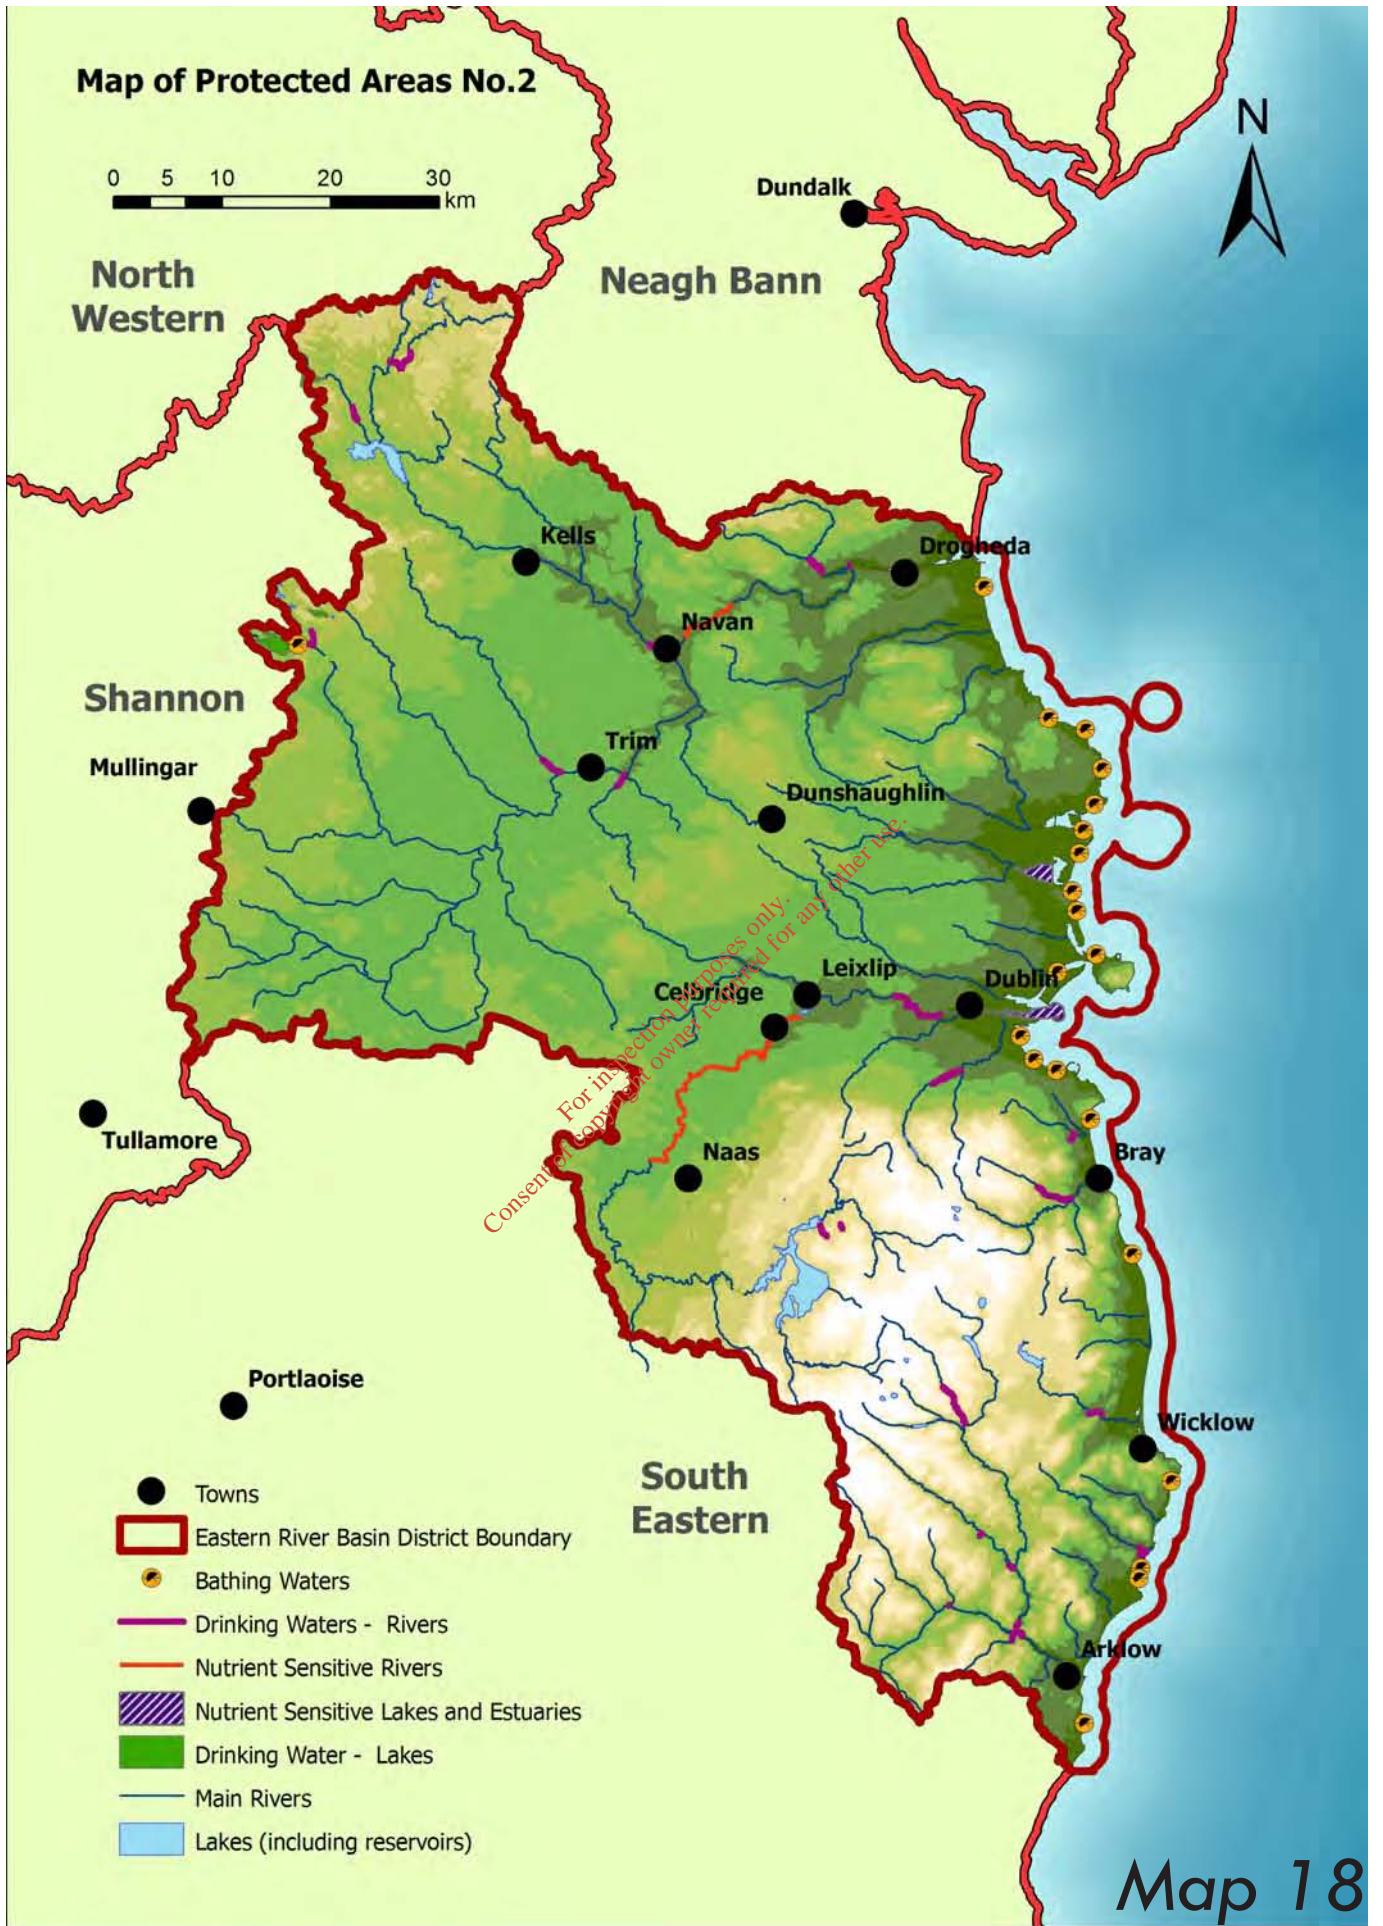 Map of Protected Areas No.2
0 5 10 20 30
km
N
Dundalk
North
Western
Neagh Bann
Kells
Drogheda
Navan
Shannon
Mullingar
Trim
Dunshaughlin
Leixlip
Celbridge
Dublin
For inspection purposes only.
Consent of copyright owner required for any other use.
Tullamore
Naas
Bray
Portlaoise
Wicklow
South
Eastern
Arklow
Towns
Eastern River Basin District Boundary
Bathing Waters
Drinking Waters - Rivers
Nutrient Sensitive Rivers
Nutrient Sensitive Lakes and Estuaries
Drinking Water - Lakes
Main Rivers
Lakes (including reservoirs)
Map 18